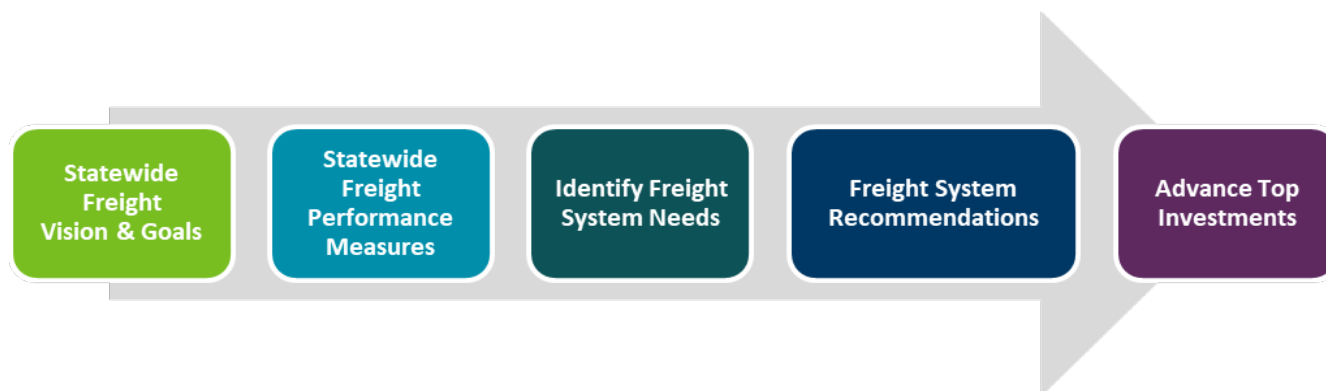 Statewide
Freight
Vision & Goals
Statewide
Freight
Performance
Measures
Identify Freight
System Needs
Freight System
Recommendations
Advance Top
Investments